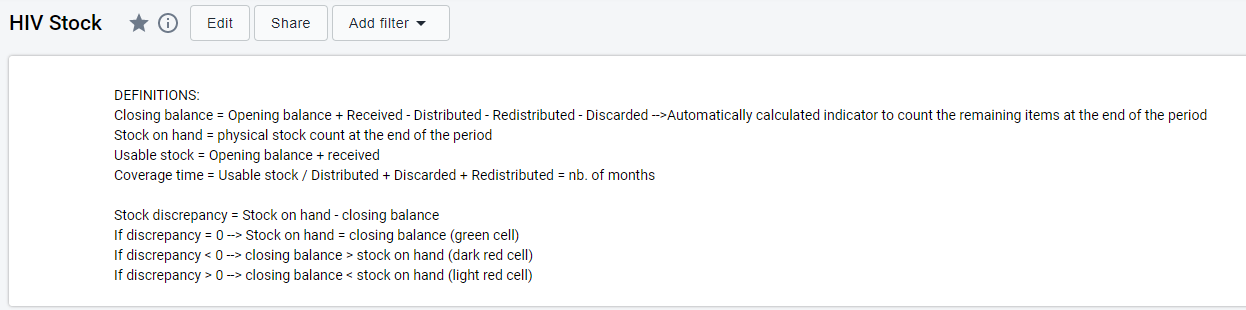 HIV Stock Edit Share Add filter
DEFINITIONS:
Closing balance = Opening balance + Received - Distributed - Redistributed - Discarded -->Automatically calculated indicator to count the remaining items at the end of the period
Stock on hand = physical stock count at the end of the period
Usable stock = Opening balance + received
Coverage time = Usable stock / Distributed + Discarded + Redistributed = nb. of months
Stock discrepancy = Stock on hand - closing balance
If discrepancy = 0 --> Stock on hand = closing balance (green cell)
If discrepancy < 0 --> closing balance > stock on hand (dark red cell)
If discrepancy > 0 --> closing balance < stock on hand (light red cell)